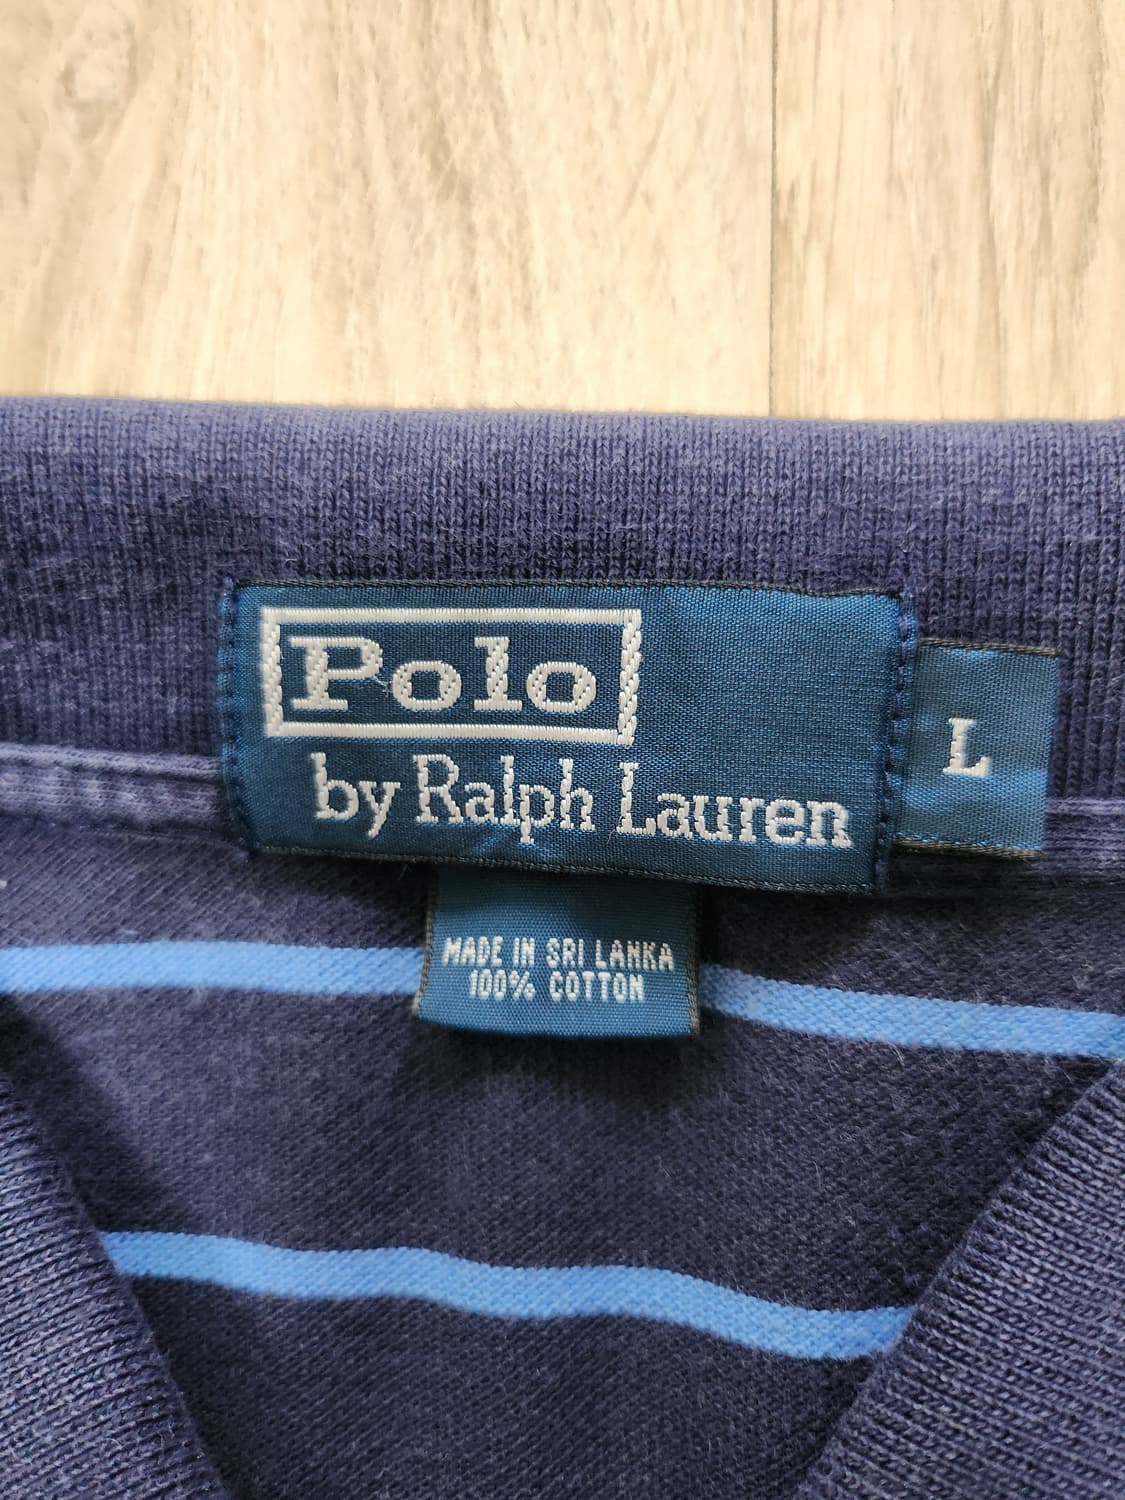 Polo
by Ralph Lauren
L
MADE IN SRI LANKA
100% COTTON